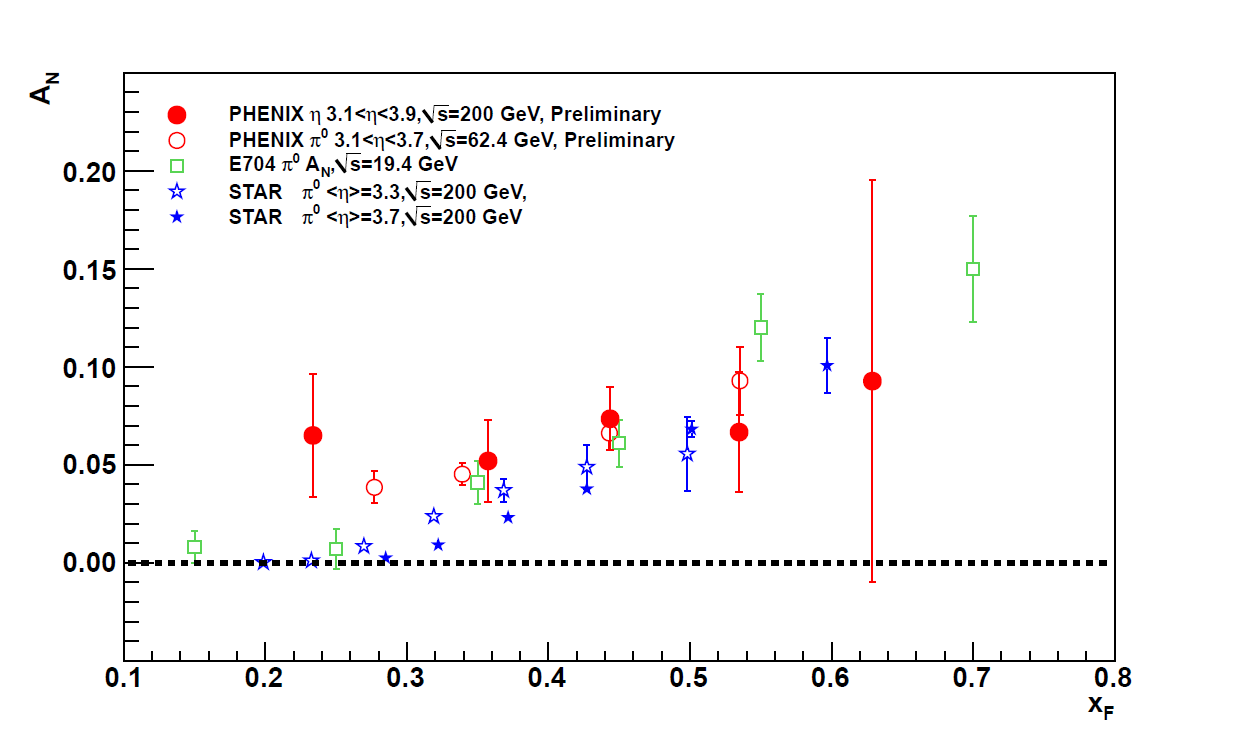 A_N
PHENIX η 3.1<η<3.9,√s=200 GeV, Preliminary
PHENIX π⁰ 3.1<η<3.7,√s=62.4 GeV, Preliminary
E704 π⁰ A_N,√s=19.4 GeV
STAR π⁰ <η>=3.3,√s=200 GeV,
STAR π⁰ <η>=3.7,√s=200 GeV
0.20
0.15
0.10
0.05
0.00
0.1 0.2 0.3 0.4 0.5 0.6 0.7 0.8
x_F